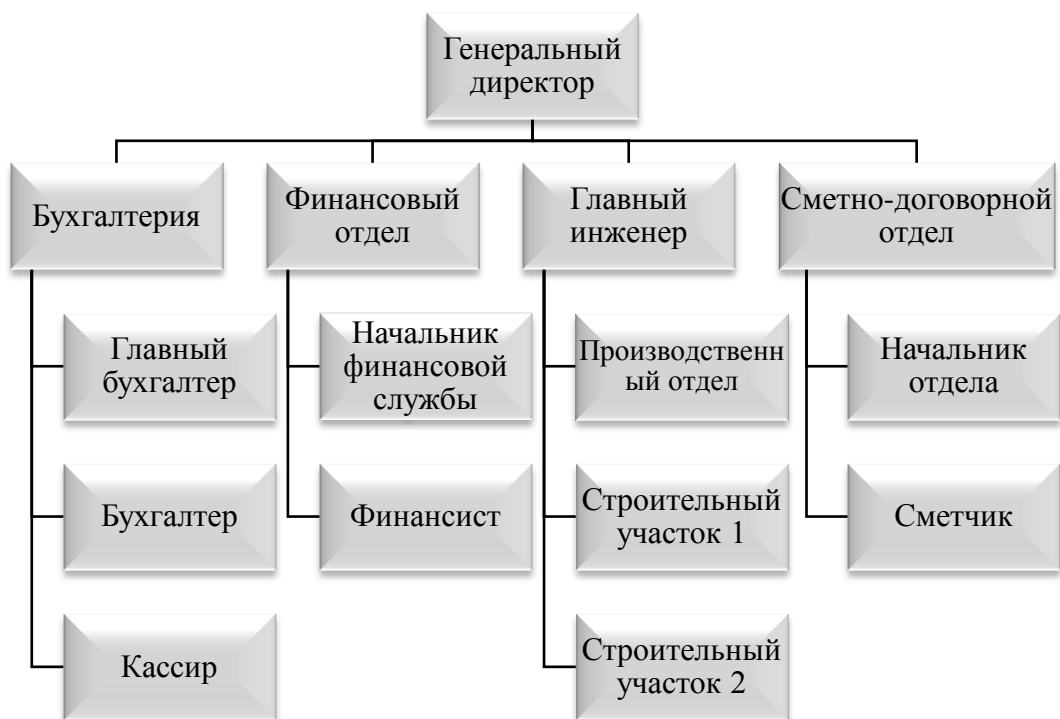 Генеральный
директор
Бухгалтерия
Финансовый
отдел
Главный
инженер
Сметно-договорной
отдел
Главный
бухгалтер
Начальник
финансовой
службы
Производственн
ый отдел
Начальник
отдела
Бухгалтер
Финансист
Строительный
участок 1
Сметчик
Кассир
Строительный
участок 2